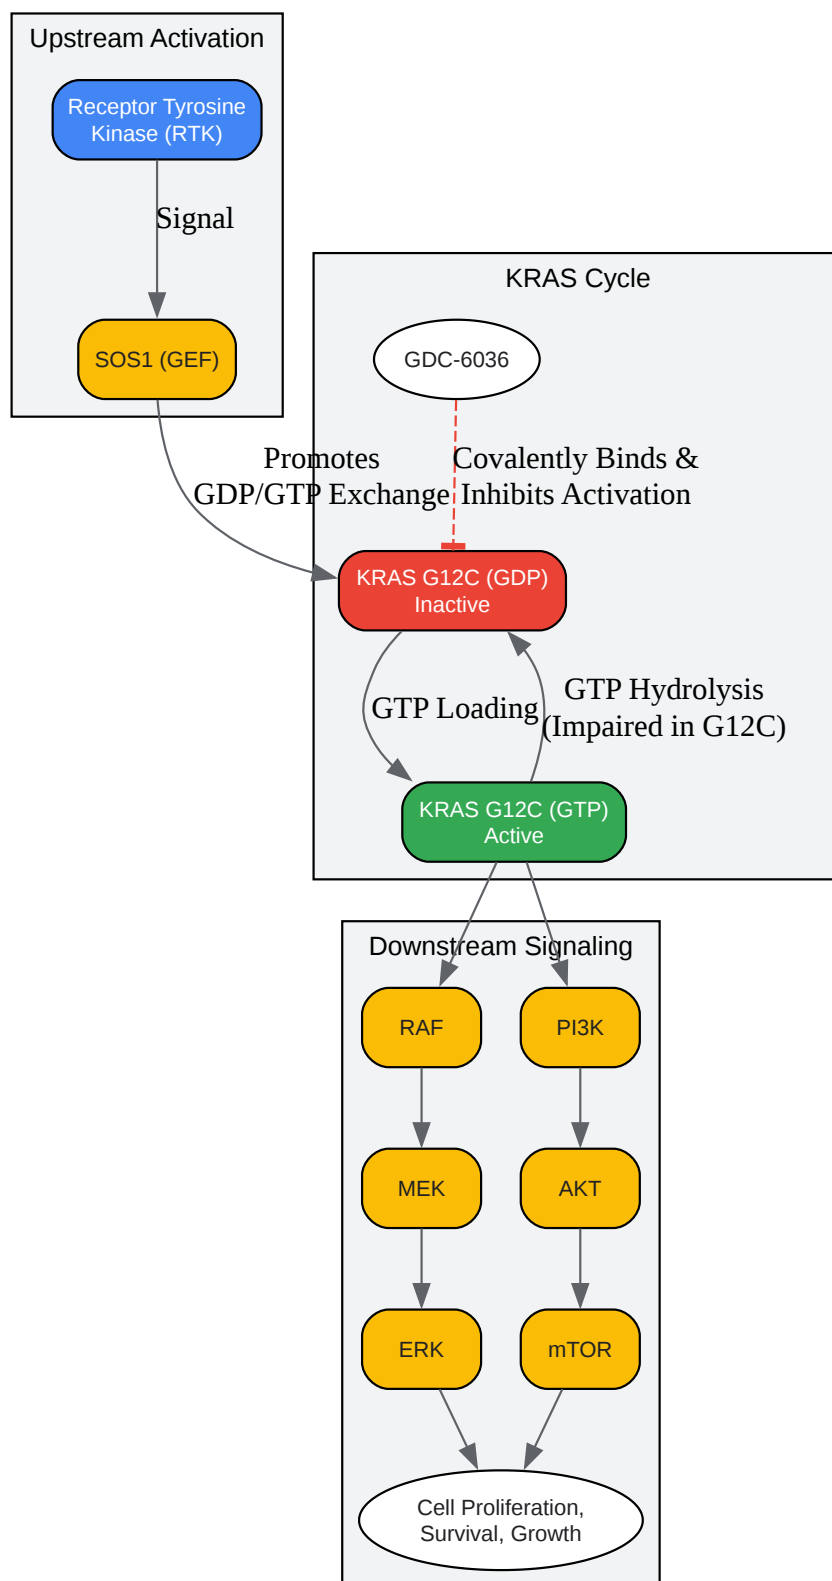 Upstream Activation
Receptor Tyrosine
Kinase (RTK)
Signal
SOS1 (GEF)
KRAS Cycle
GDC-6036
Promotes
GDP/GTP Exchange
Covalently Binds &
Inhibits Activation
KRAS G12C (GDP)
Inactive
GTP Loading
GTP Hydrolysis
(Impaired in G12C)
KRAS G12C (GTP)
Active
Downstream Signaling
RAF
PI3K
MEK
AKT
ERK
mTOR
Cell Proliferation,
Survival, Growth